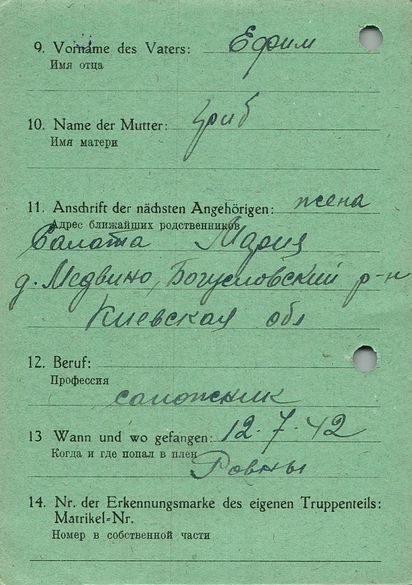 9. Vorname des Vaters: Ефим
Имя отца
10. Name der Mutter: Гриб
Имя матери
11. Anschrift der nächsten Angehörigen: жена
Адрес ближайших родственников
Салата Мария
д. Медвино, Богусловский р-н
Киевская обл
12. Beruf:
Профессия
сапожник
13 Wann und wo gefangen: 12.7.42
Когда и где попал в плен
Ровны
14. Nr. der Erkennungsmarke des eigenen Truppenteils:
Matrikel-Nr.
Номер в собственной части